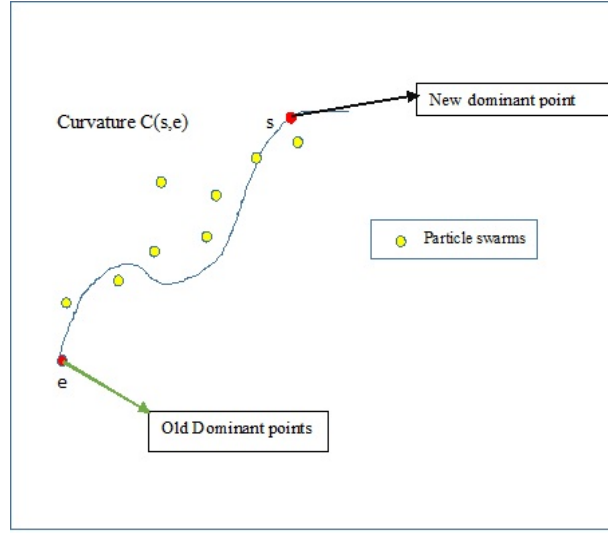 New dominant point
Curvature C(s,e)
s
Particle swarms
e
Old Dominant points